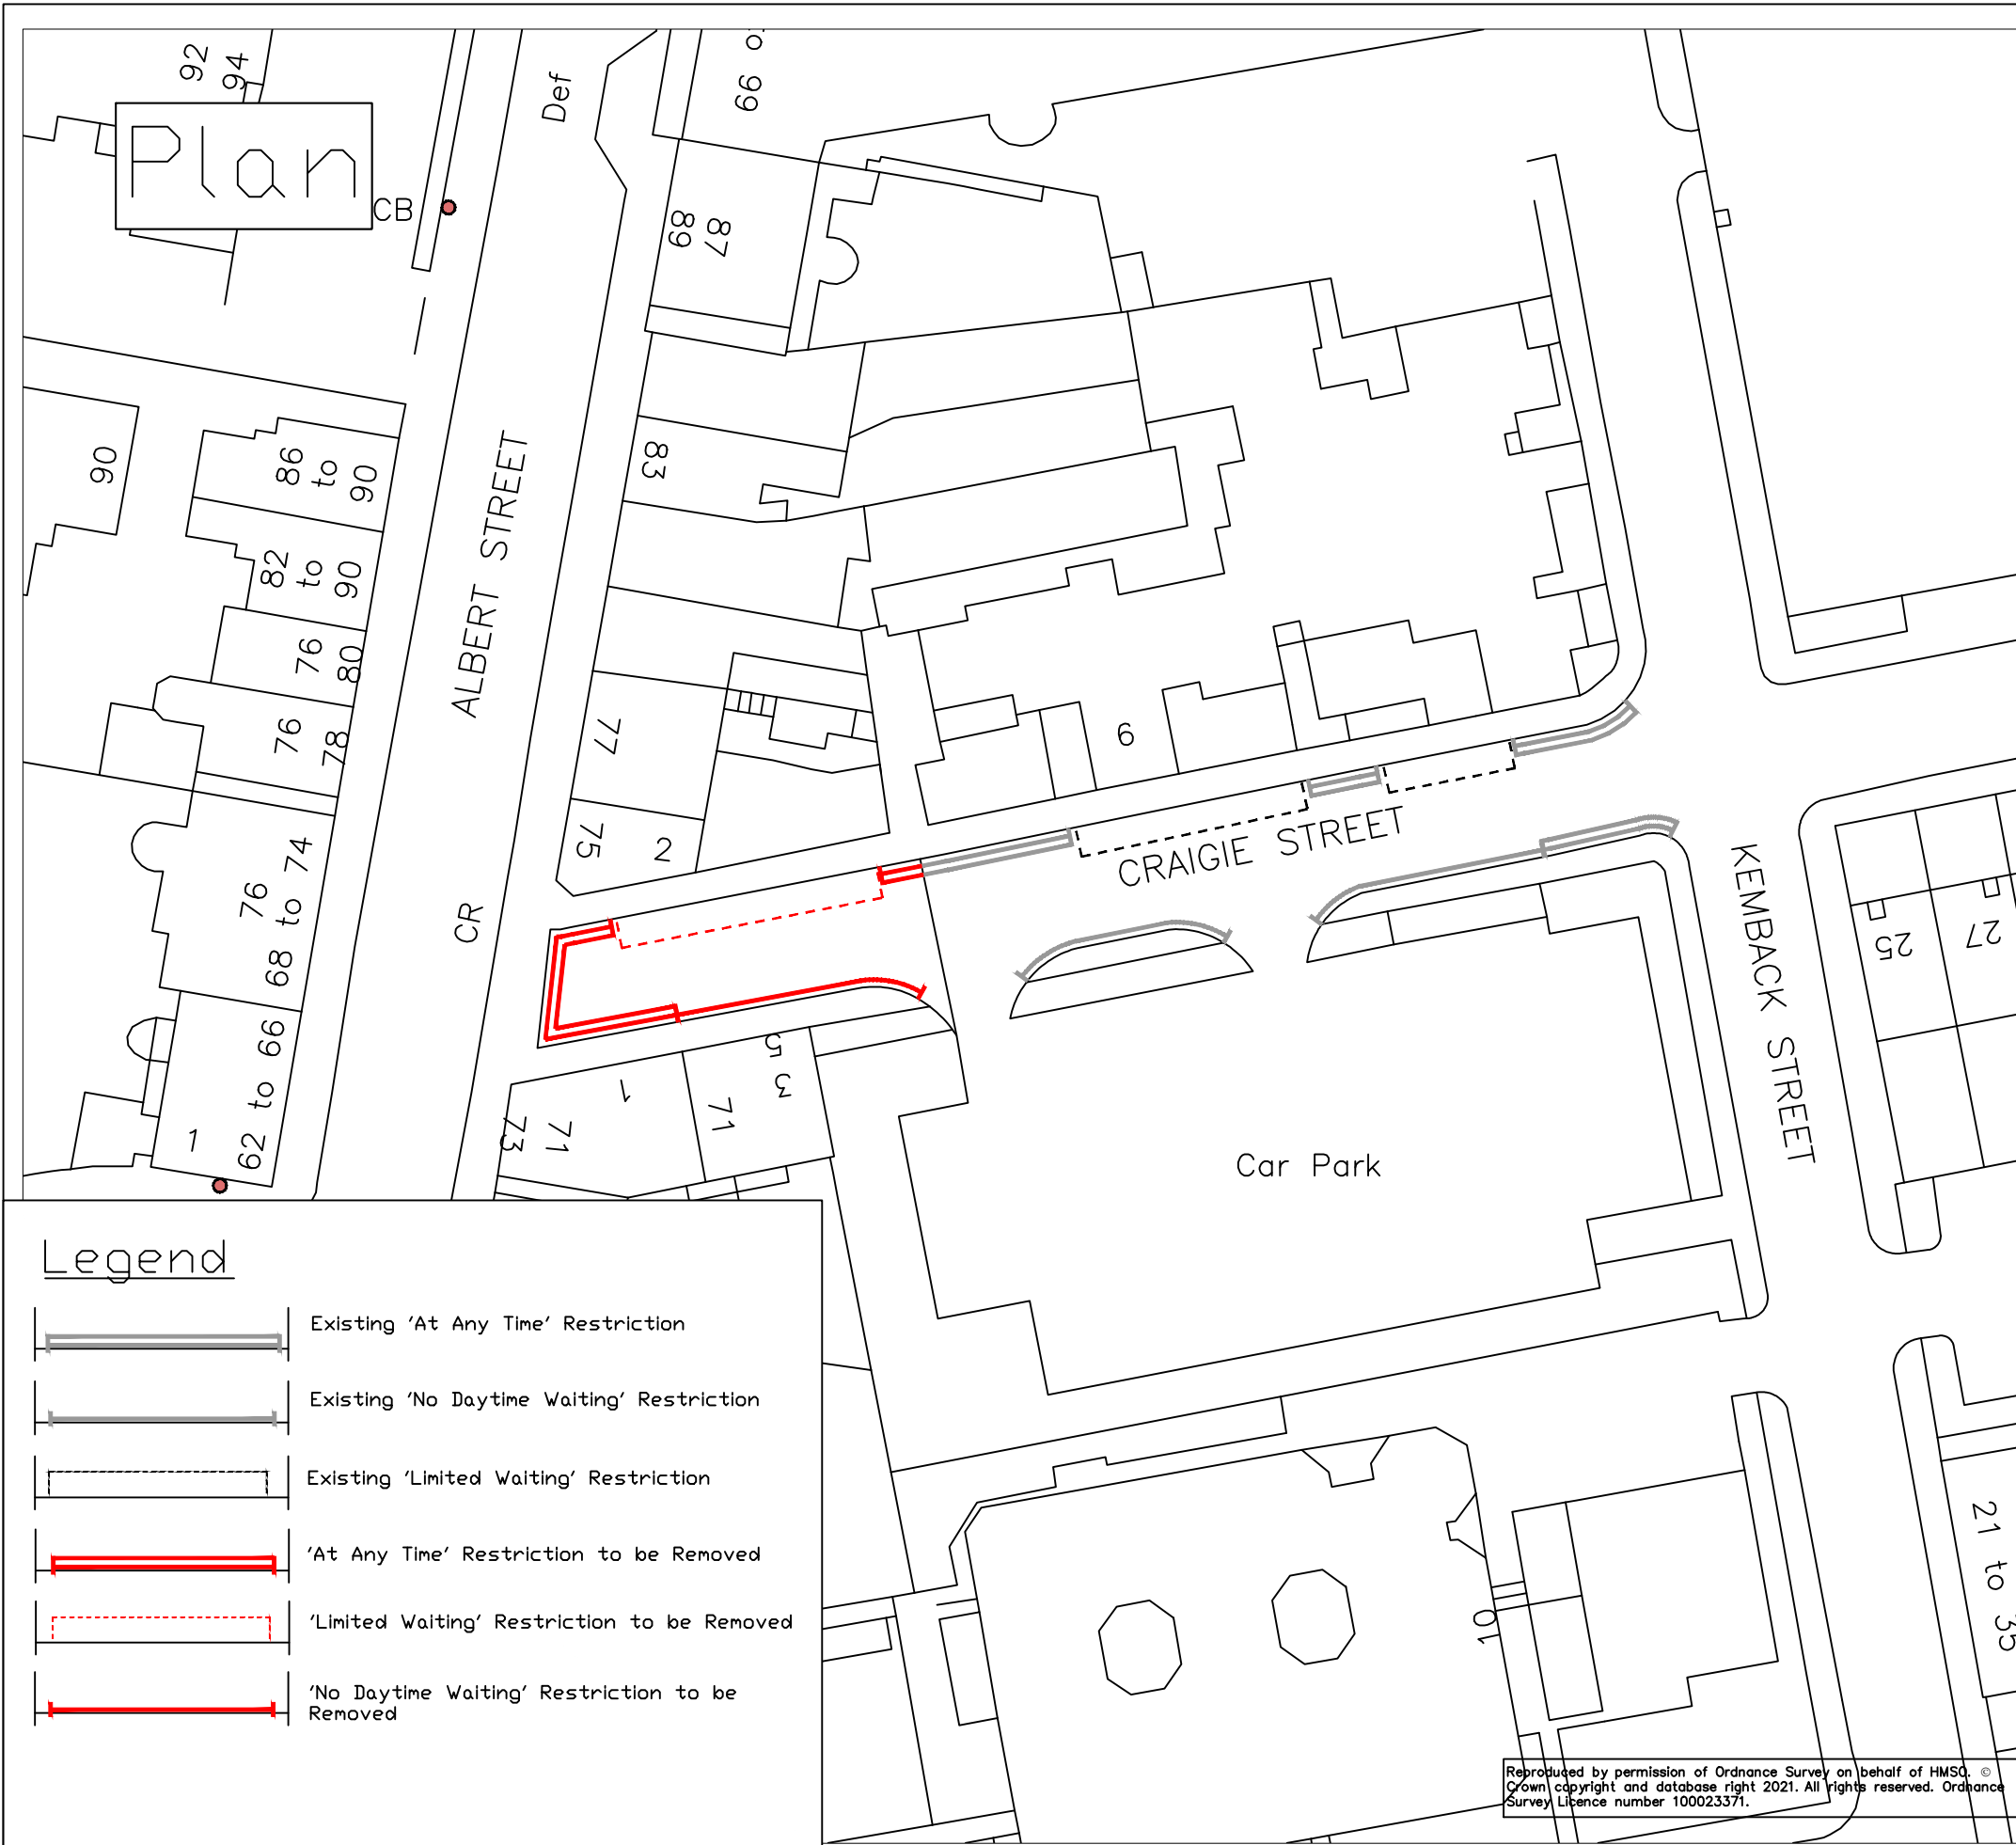 92
94
Plan
CB
Def
99
o
89
87
90
86
to
90
83
ALBERT STREET
82
to
90
76
80
77
76
78
9
75
2
CRAIGIE STREET
76
68 to 74
CR
KEMBACK STREET
25
27
62 to 66
1
1
5
3
73
71
71
Car Park
Legend
Existing 'At Any Time' Restriction
Existing 'No Daytime Waiting' Restriction
Existing 'Limited Waiting' Restriction
'At Any Time' Restriction to be Removed
'Limited Waiting' Restriction to be Removed
'No Daytime Waiting' Restriction to be
Removed
21 to 35
10
Reproduced by permission of Ordnance Survey on behalf of HMSO. ©
Crown copyright and database right 2021. All rights reserved. Ordnance
Survey Licence number 100023371.